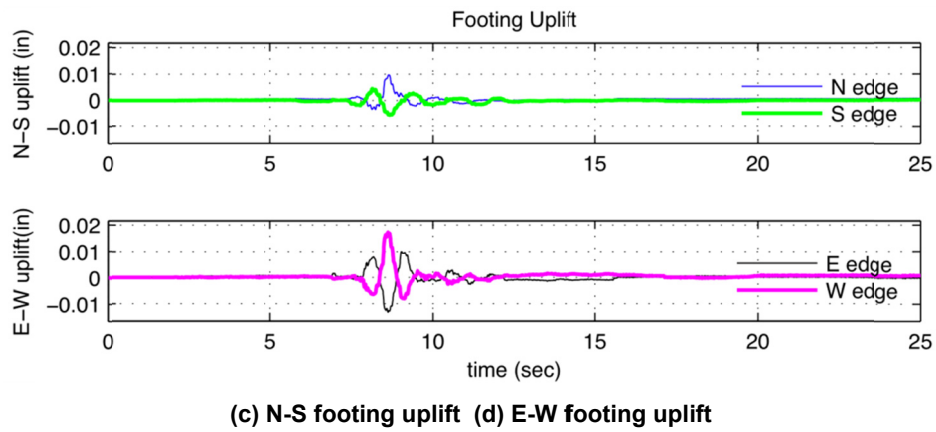 Footing Uplift
N–S uplift (in)
0.02
0.01
0
−0.01
N edge
S edge
0 5 10 15 20 25
E–W uplift(in)
0.02
0.01
0
−0.01
E edge
W edge
0 5 10 15 20 25
time (sec)
(c) N-S footing uplift (d) E-W footing uplift